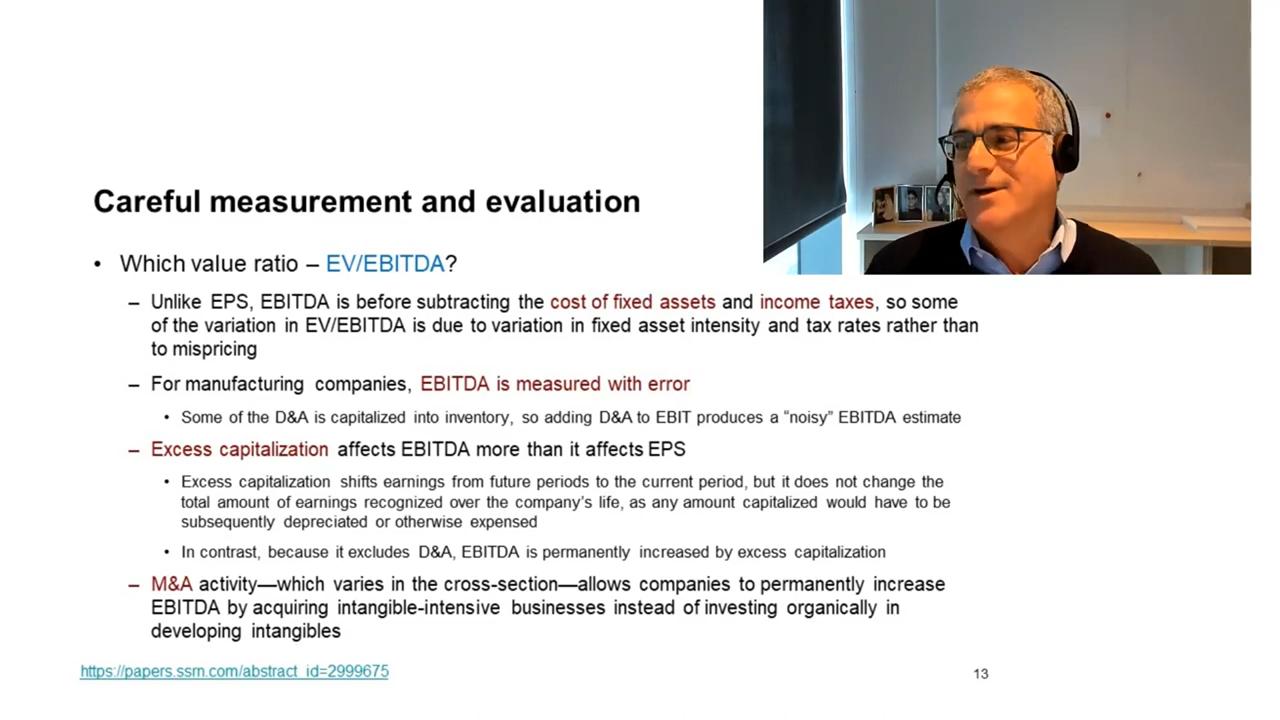 Careful measurement and evaluation
• Which value ratio – EV/EBITDA?
– Unlike EPS, EBITDA is before subtracting the cost of fixed assets and income taxes, so some
of the variation in EV/EBITDA is due to variation in fixed asset intensity and tax rates rather than
to mispricing
– For manufacturing companies, EBITDA is measured with error
• Some of the D&A is capitalized into inventory, so adding D&A to EBIT produces a “noisy” EBITDA estimate
– Excess capitalization affects EBITDA more than it affects EPS
• Excess capitalization shifts earnings from future periods to the current period, but it does not change the
total amount of earnings recognized over the company’s life, as any amount capitalized would have to be
subsequently depreciated or otherwise expensed
• In contrast, because it excludes D&A, EBITDA is permanently increased by excess capitalization
– M&A activity—which varies in the cross-section—allows companies to permanently increase
EBITDA by acquiring intangible-intensive businesses instead of investing organically in
developing intangibles
https://papers.ssrn.com/abstract_id=2999675
13